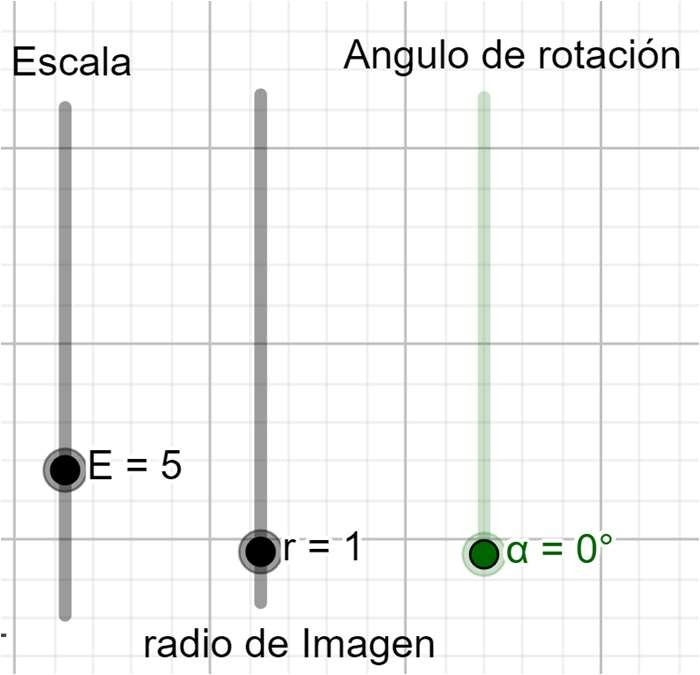 Escala
Angulo de rotación
E = 5
r = 1
α = 0°
radio de Imagen